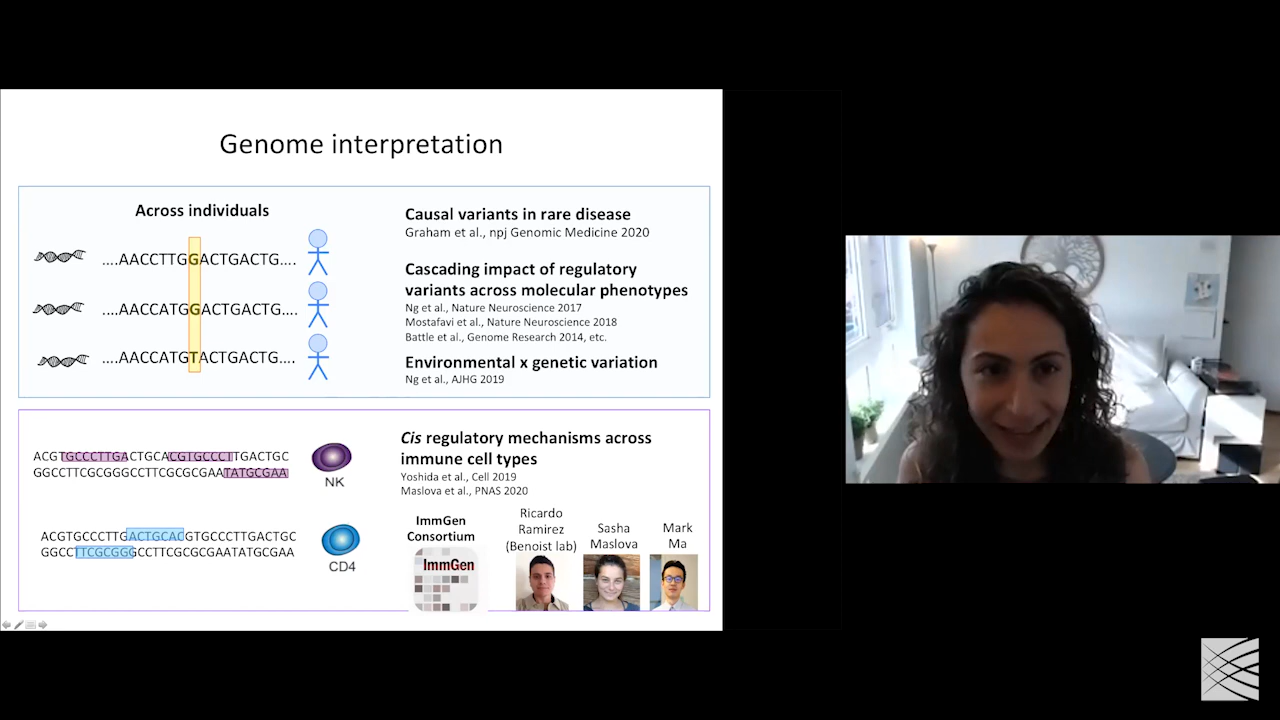 Genome interpretation
Across individuals
....AACCTTGGACTGACTG....
....AACCATGGACTGACTG....
....AACCATGTACTGACTG....
Causal variants in rare disease
Graham et al., npj Genomic Medicine 2020
Cascading impact of regulatory
variants across molecular phenotypes
Ng et al., Nature Neuroscience 2017
Mostafavi et al., Nature Neuroscience 2018
Battle et al., Genome Research 2014, etc.
Environmental x genetic variation
Ng et al., AJHG 2019
ACGTGCCCTTGACTGCACGTGCCCTTGACTGC
GGCCTTCGCGGGCCTTCGCGCGAATATGCGAA
NK
ACGTGCCCTTGACTGCACGTGCCCTTGACTGC
GGCCTTCGCGGGCCTTCGCGCGAATATGCGAA
CD4
Cis regulatory mechanisms across
immune cell types
Yoshida et al., Cell 2019
Maslova et al., PNAS 2020
ImmGen
Consortium
ImmGen
Ricardo
Ramirez
(Benoist lab)
Sasha
Maslova
Mark
Ma